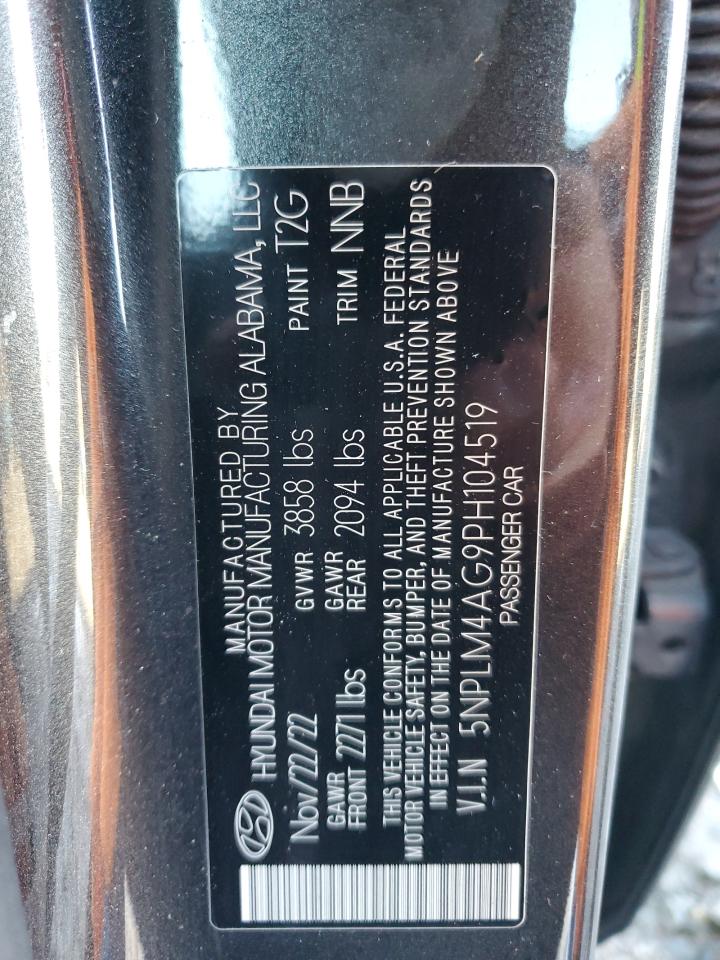 MANUFACTURED BY
HYUNDAI MOTOR MANUFACTURING ALABAMA, LLC
Nov/22/22 GVWR 3858 lbs PAINT T2G
GAWR FRONT 2271 lbs GAWR REAR 2094 lbs TRIM NNB
THIS VEHICLE CONFORMS TO ALL APPLICABLE U.S.A. FEDERAL
MOTOR VEHICLE SAFETY, BUMPER, AND THEFT PREVENTION STANDARDS
IN EFFECT ON THE DATE OF MANUFACTURE SHOWN ABOVE
V.I.N 5NPLM4AG9PH104519
PASSENGER CAR